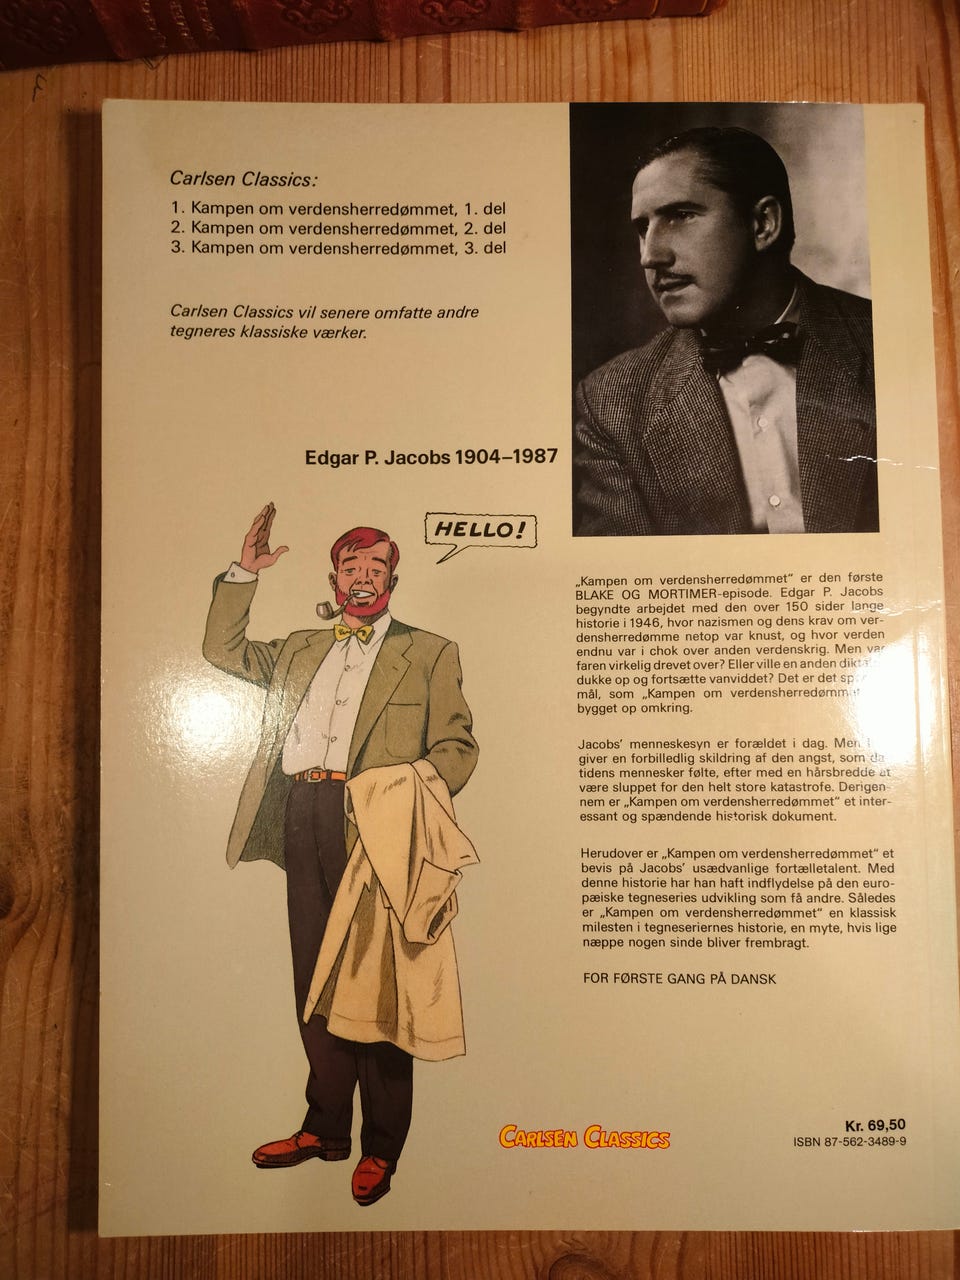 Carlsen Classics:
1. Kampen om verdensherredømmet, 1. del
2. Kampen om verdensherredømmet, 2. del
3. Kampen om verdensherredømmet, 3. del
Carlsen Classics vil senere omfatte andre
tegneres klassiske værker.
Edgar P. Jacobs 1904–1987
HELLO!
„Kampen om verdensherredømmet“ er den første
BLAKE OG MORTIMER-episode. Edgar P. Jacobs
begyndte arbejdet med den over 150 sider lange
historie i 1946, hvor nazismen og dens krav om ver-
densherredømme netop var knust, og hvor verden
endnu var i chok over anden verdenskrig. Men var
faren virkelig drevet over? Eller ville en anden
dukke op og fortsætte vanviddet? Det er det
mål, som „Kampen om
bygget op omkring.
Jacobs’ menneskesyn er forældet i dag. Men
giver en forbilledlig skildring af den angst, som da-
tidens mennesker følte, efter med en hårsbredde at
være sluppet for den helt store katastrofe. Derigen-
nem er „Kampen om verdensherredømmet“ et inter-
essant og spændende historisk dokument.
Herudover er „Kampen om verdensherredømmet“ et
bevis på Jacobs’ usædvanlige fortælletalent. Med
denne historie har han haft indflydelse på den euro-
pæiske tegneseries udvikling som få andre. Således
er „Kampen om verdensherredømmet“ en klassisk
milesten i tegneseriernes historie, en myte, hvis lige
næppe nogen sinde bliver frembragt.
FOR FØRSTE GANG PÅ DANSK
CARLSEN CLASSICS
Kr. 69,50
ISBN 87-562-3489-9